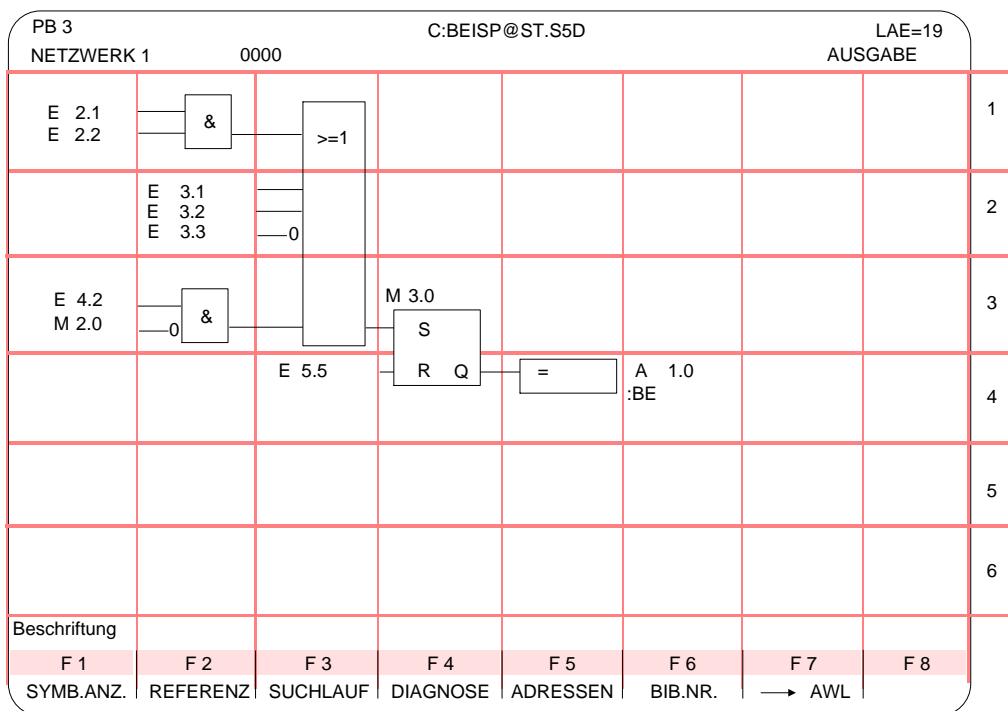 PB 3 C:BEISP@ST.S5D LAE=19
NETZWERK 1 0000 AUSGABE
E 2.1
E 2.2
&
>=1
1
E 3.1
E 3.2
E 3.3
0
2
E 4.2
M 2.0
0
&
M 3.0
S
3
E 5.5
R Q
=
A 1.0
:BE
4
5
6
Beschriftung
F 1 F 2 F 3 F 4 F 5 F 6 F 7 F 8
SYMB.ANZ. REFERENZ SUCHLAUF DIAGNOSE ADRESSEN BIB.NR. → AWL